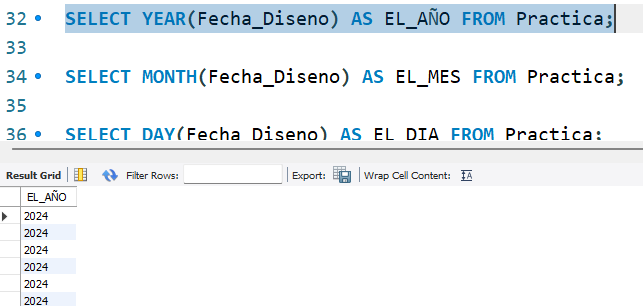 32 SELECT YEAR(Fecha_Diseno) AS EL_AÑO FROM Practica;
33
34 SELECT MONTH(Fecha_Diseno) AS EL_MES FROM Practica;
35
36 SELECT DAY(Fecha_Diseno) AS EL_DIA FROM Practica;
Result Grid Filter Rows: Export: Wrap Cell Content: IA
EL_AÑO
2024
2024
2024
2024
2024
2024